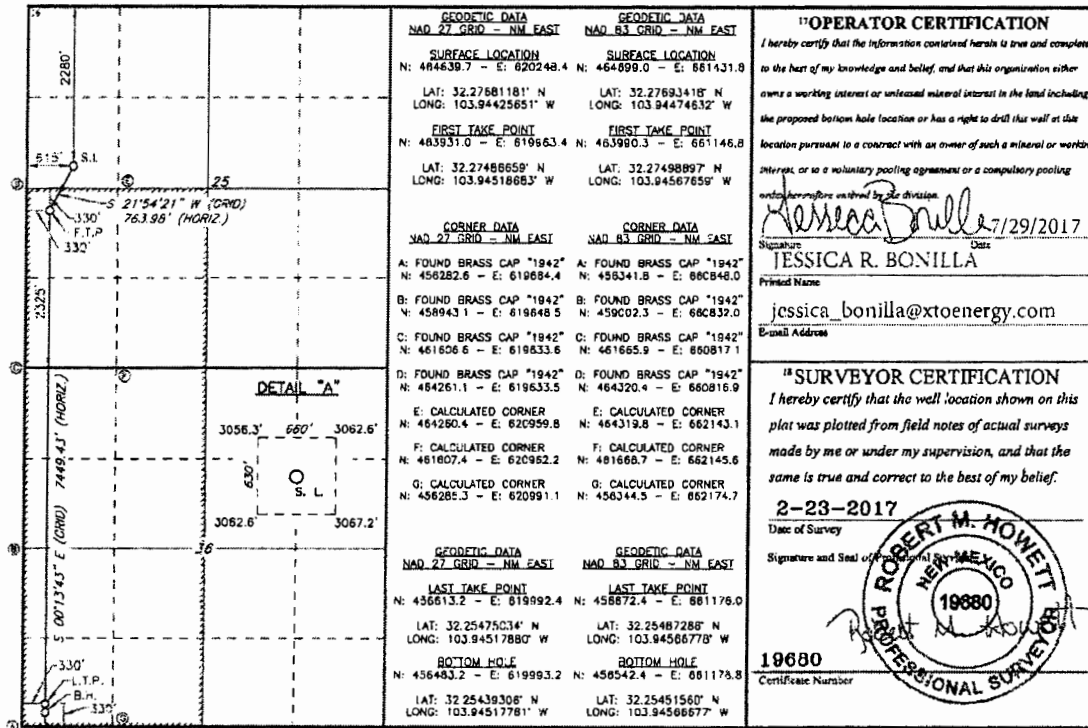 2280'
615'
S.L.
25
S 21°54'21" W (GRID)
763.98' (HORIZ.)
330'
F.T.P
330'
2325'
S 00°13'43" E (GRID) 7449.43' (HORIZ.)
DETAIL "A"
3056.3' 660' 3062.6'
630'
S. L.
3062.6' 3067.2'
36
330'
L.T.P.
B.H.
330'
GEODETIC DATA
NAD 27 GRID - NM EAST
SURFACE LOCATION
N: 464639.7 - E: 620248.4
LAT: 32.27681181° N
LONG: 103.94425651° W
FIRST TAKE POINT
N: 463931.0 - E: 619963.4
LAT: 32.27486659° N
LONG: 103.94518663° W
CORNER DATA
NAD 27 GRID - NM EAST
A: FOUND BRASS CAP "1942"
N: 456282.6 - E: 619684.4
B: FOUND BRASS CAP "1942"
N: 458943.1 - E: 619648.5
C: FOUND BRASS CAP "1942"
N: 461606.6 - E: 619633.6
D: FOUND BRASS CAP "1942"
N: 464261.1 - E: 619633.5
E: CALCULATED CORNER
N: 464260.4 - E: 620959.8
F: CALCULATED CORNER
N: 461607.4 - E: 620962.2
G: CALCULATED CORNER
N: 456285.3 - E: 620991.1
GEODETIC DATA
NAD 27 GRID - NM EAST
LAST TAKE POINT
N: 456613.2 - E: 619992.4
LAT: 32.25475034° N
LONG: 103.94517880° W
BOTTOM HOLE
N: 456483.2 - E: 619993.2
LAT: 32.25439306° N
LONG: 103.94517781° W
GEODETIC DATA
NAD 83 GRID - NM EAST
SURFACE LOCATION
N: 464699.0 - E: 661431.8
LAT: 32.27693416° N
LONG: 103.94474632° W
FIRST TAKE POINT
N: 463990.3 - E: 661146.8
LAT: 32.27498897° N
LONG: 103.94567659° W
CORNER DATA
NAD 83 GRID - NM EAST
A: FOUND BRASS CAP "1942"
N: 456341.8 - E: 660868.0
B: FOUND BRASS CAP "1942"
N: 459002.3 - E: 660832.0
C: FOUND BRASS CAP "1942"
N: 461665.9 - E: 660817.1
D: FOUND BRASS CAP "1942"
N: 464320.4 - E: 660816.9
E: CALCULATED CORNER
N: 464319.8 - E: 662143.1
F: CALCULATED CORNER
N: 461666.7 - E: 662145.6
G: CALCULATED CORNER
N: 456344.5 - E: 662174.7
GEODETIC DATA
NAD 83 GRID - NM EAST
LAST TAKE POINT
N: 456672.4 - E: 661176.0
LAT: 32.25487286° N
LONG: 103.94566778° W
BOTTOM HOLE
N: 456542.4 - E: 661176.8
LAT: 32.25451560° N
LONG: 103.94566677° W
17 OPERATOR CERTIFICATION
I hereby certify that the information contained herein is true and complete
to the best of my knowledge and belief, and that this organization either
owns a working interest or unleased mineral interest in the land including
the proposed bottom hole location or has a right to drill this well at this
location pursuant to a contract with an owner of such a mineral or working
interest, or to a voluntary pooling agreement or a compulsory pooling
order heretofore entered by the division.
Jessica Bonilla 7/29/2017
Signature Date
JESSICA R. BONILLA
Printed Name
jessica_bonilla@xtoenergy.com
E-mail Address
18 SURVEYOR CERTIFICATION
I hereby certify that the well location shown on this
plat was plotted from field notes of actual surveys
made by me or under my supervision, and that the
same is true and correct to the best of my belief.
2-23-2017
Date of Survey
Signature and Seal of Professional Surveyor
ROBERT M. HOWETT
NEW MEXICO
19680
PROFESSIONAL SURVEYOR
Robert M. Howett
19680
Certificate Number